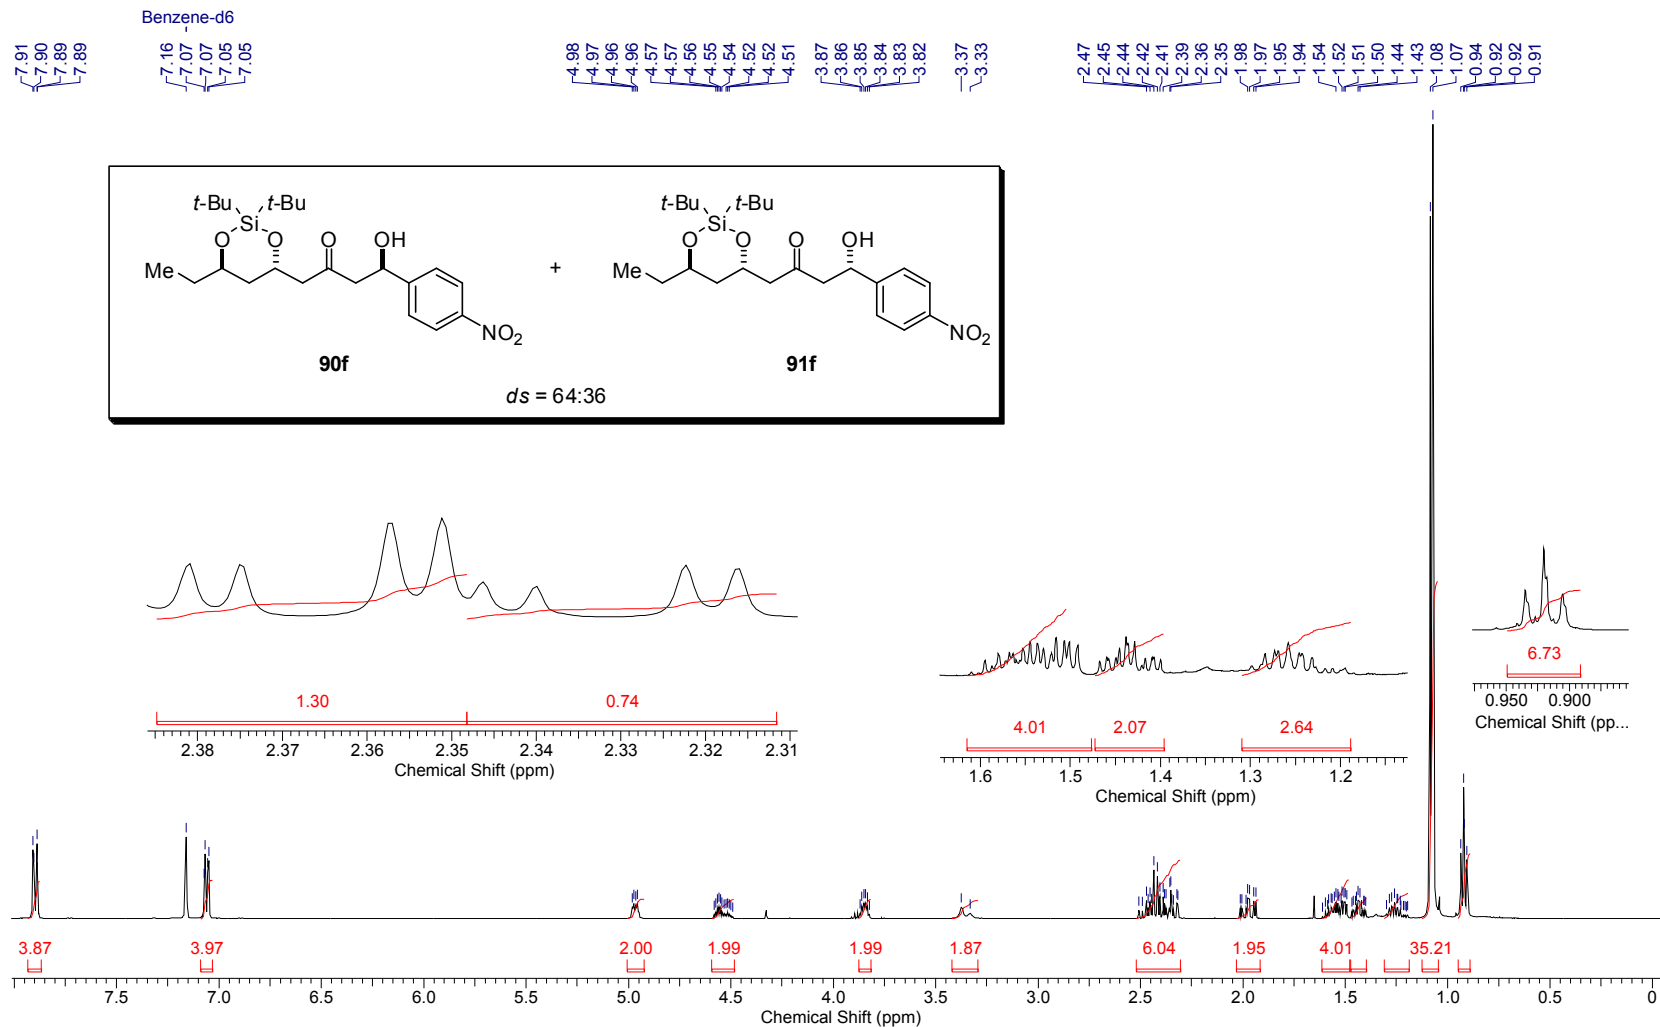 Benzene-d6
7.91 7.90 7.89 7.89 7.16 7.07 7.07 7.05 7.05 4.98 4.97 4.96 4.96 4.57 4.57 4.56 4.55 4.54 4.52 4.52 4.51 3.87 3.86 3.85 3.84 3.83 3.82 3.37 3.33 2.47 2.45 2.44 2.42 2.41 2.39 2.36 2.35 1.98 1.97 1.95 1.94 1.54 1.52 1.51 1.50 1.44 1.43 1.08 1.07 0.94 0.92 0.92 0.91
t-Bu t-Bu t-Bu t-Bu
Si Si
O O O OH O O O OH
Me + Me
NO2 NO2
90f 91f
ds = 64:36
1.30 0.74
2.38 2.37 2.36 2.35 2.34 2.33 2.32 2.31
Chemical Shift (ppm)
4.01 2.07 2.64
1.6 1.5 1.4 1.3 1.2
Chemical Shift (ppm)
6.73
0.950 0.900
Chemical Shift (pp...
3.87 3.97 2.00 1.99 1.99 1.87 6.04 1.95 4.01 35.21
7.5 7.0 6.5 6.0 5.5 5.0 4.5 4.0 3.5 3.0 2.5 2.0 1.5 1.0 0.5 0
Chemical Shift (ppm)